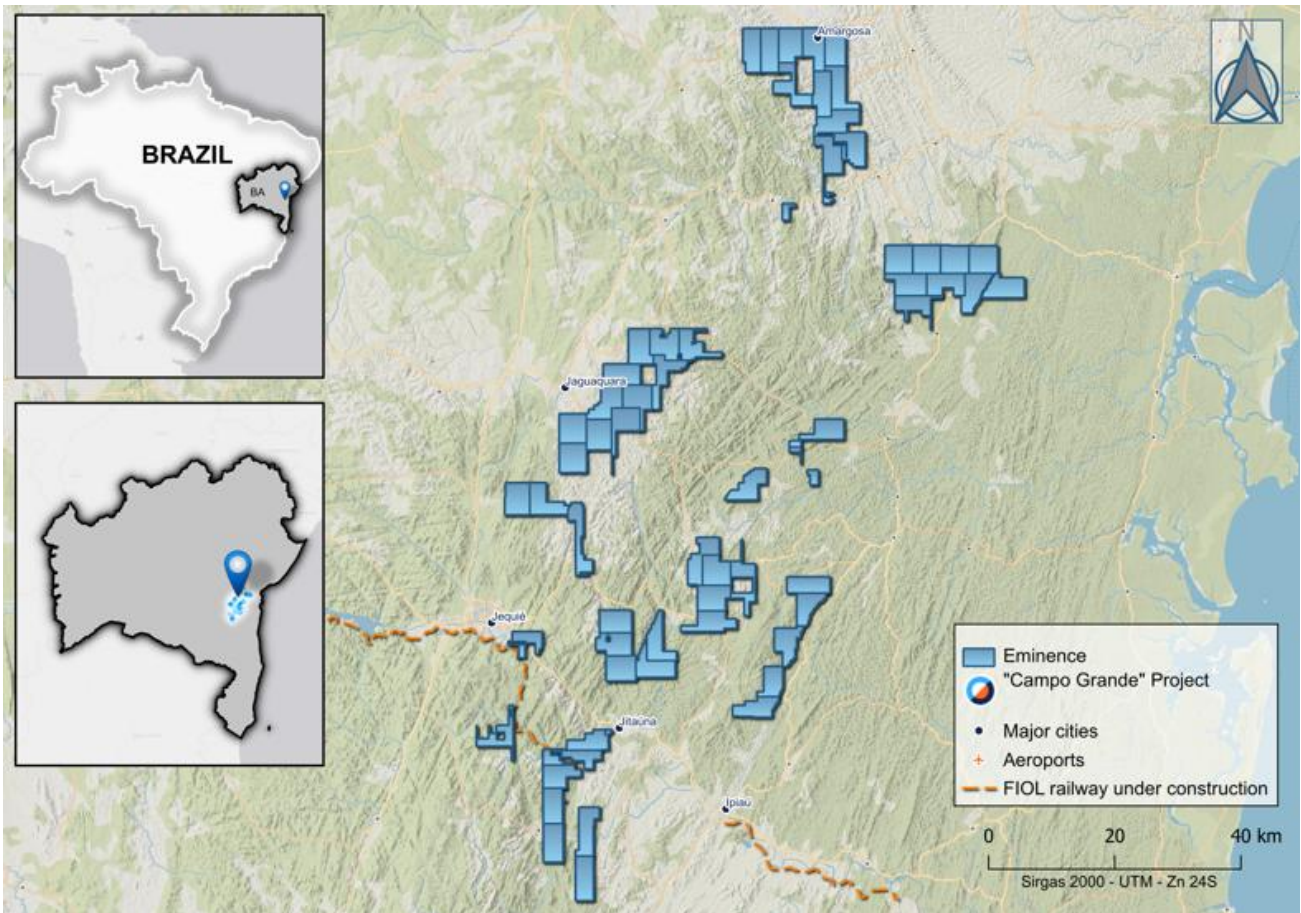 BRAZIL
BA
N
Amargosa
Jaguaquara
Jequié
Jitaúna
Ipiaú
Eminence
"Campo Grande" Project
Major cities
Aeroports
FIOL railway under construction
0 20 40 km
Sirgas 2000 - UTM - Zn 24S